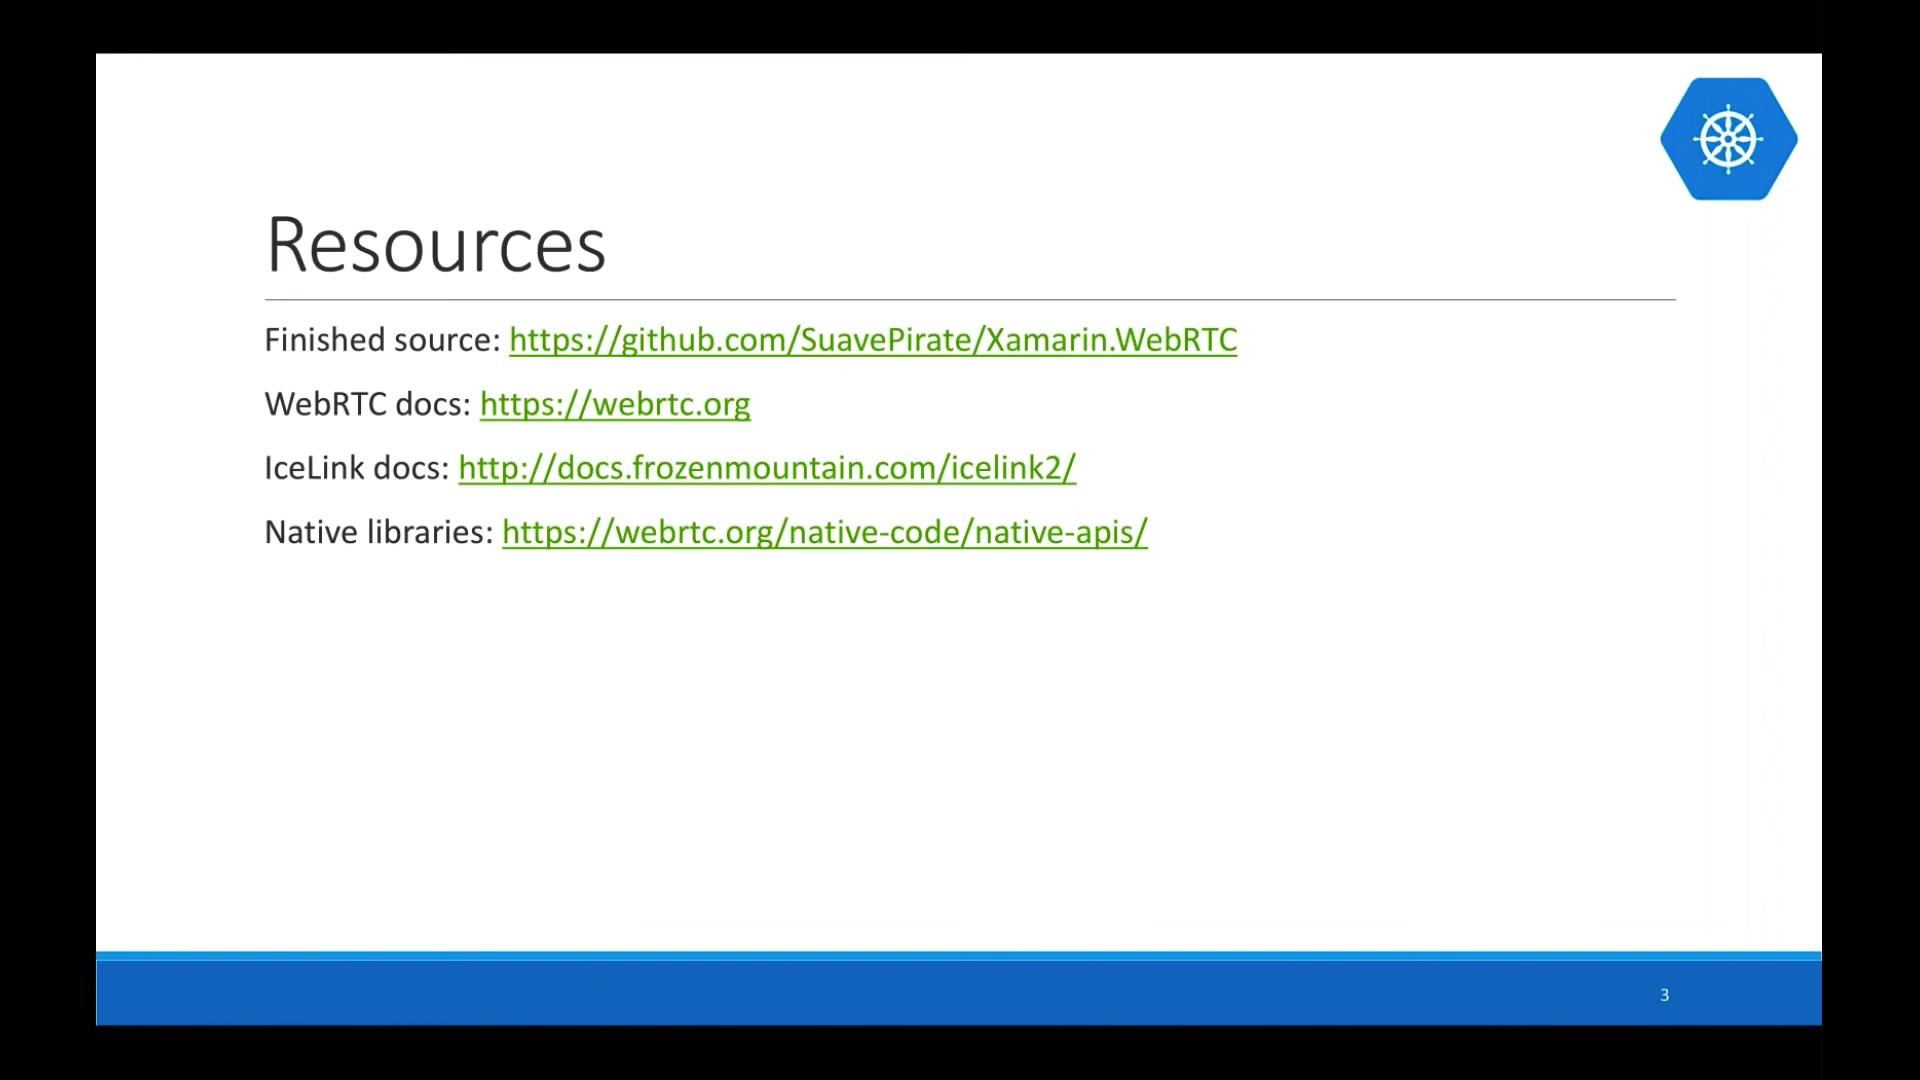 Resources
Finished source: https://github.com/SuavePirate/Xamarin.WebRTC
WebRTC docs: https://webrtc.org
IceLink docs: http://docs.frozenmountain.com/icelink2/
Native libraries: https://webrtc.org/native-code/native-apis/
3